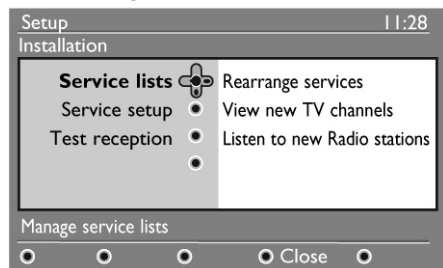 Setup 11:28
Installation
Service lists Rearrange services
Service setup View new TV channels
Test reception Listen to new Radio stations
Manage service lists
Close